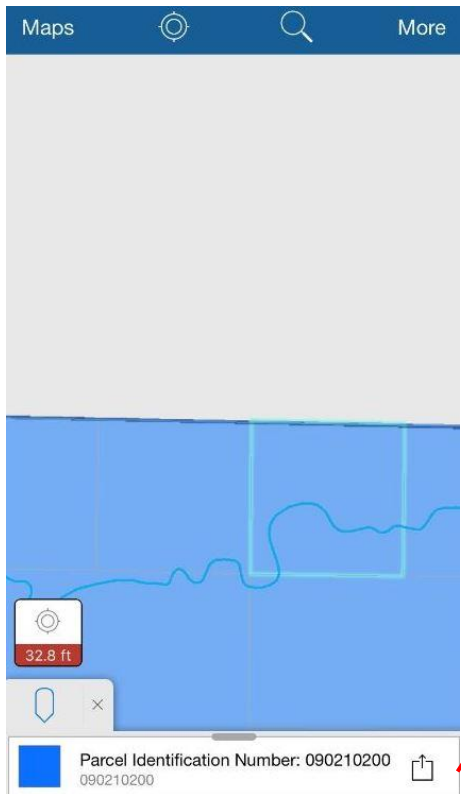 Maps More
32.8 ft
×
Parcel Identification Number: 090210200
090210200